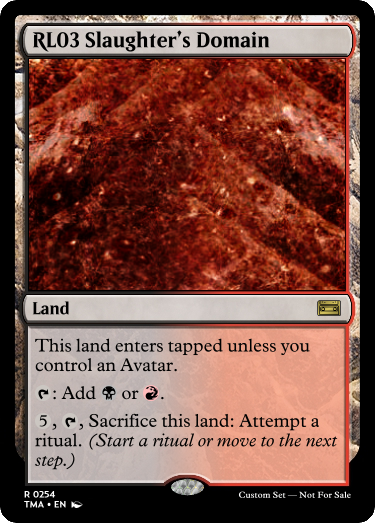 RL03 Slaughter's Domain
Land
This land enters tapped unless you
control an Avatar.
: Add or .
5 , , Sacrifice this land: Attempt a
ritual. (Start a ritual or move to the next
step.)
R 0254
TMA • EN
Custom Set — Not For Sale